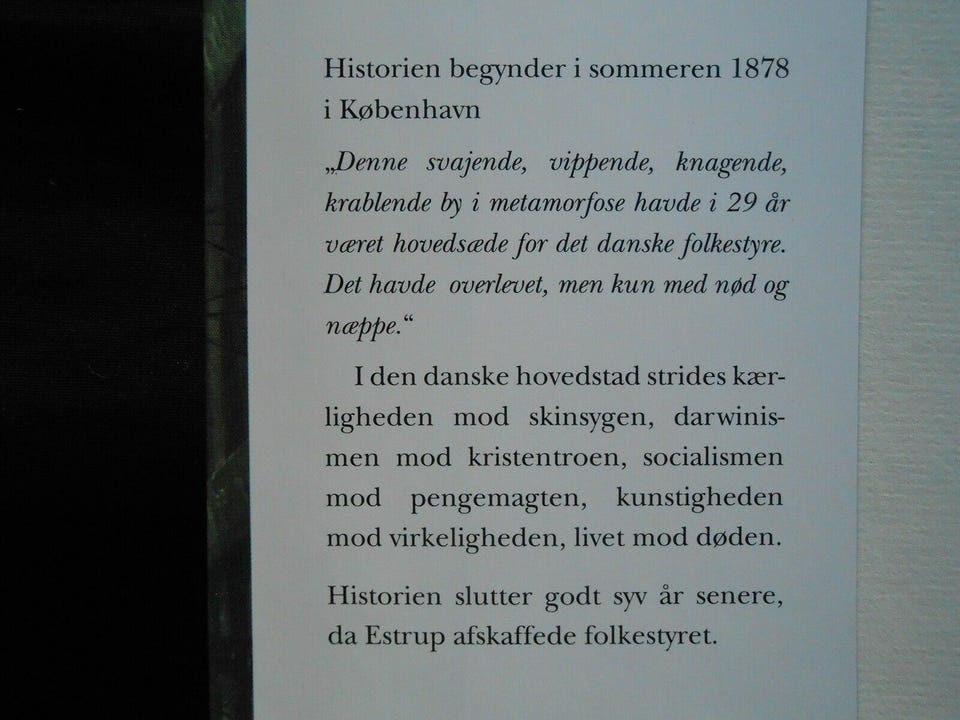 Historien begynder i sommeren 1878
i København
„Denne svajende, vippende, knagende,
krablende by i metamorfose havde i 29 år
været hovedsæde for det danske folkestyre.
Det havde overlevet, men kun med nød og
næppe.“
I den danske hovedstad strides kær-
ligheden mod skinsygen, darwinis-
men mod kristentroen, socialismen
mod pengemagten, kunstigheden
mod virkeligheden, livet mod døden.
Historien slutter godt syv år senere,
da Estrup afskaffede folkestyret.